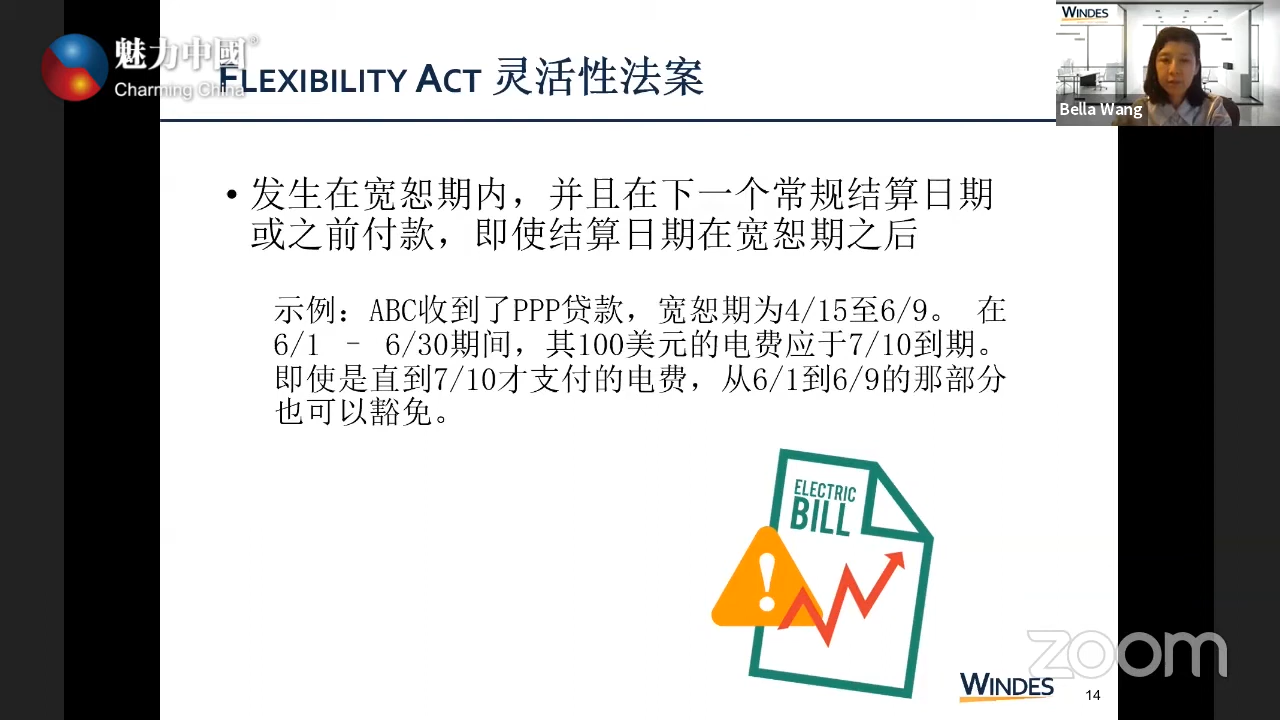 魅力中國®
Charming China
FLEXIBILITY ACT 灵活性法案
WINDES
Bella Wang
• 发生在宽恕期内，并且在下一个常规结算日期
或之前付款，即使结算日期在宽恕期之后
示例：ABC收到了PPP贷款，宽恕期为4/15至6/9。 在
6/1 – 6/30期间，其100美元的电费应于7/10到期。
即使是直到7/10才支付的电费，从6/1到6/9的那部分
也可以豁免。
ELECTRIC
BILL
zoom
WINDES
14